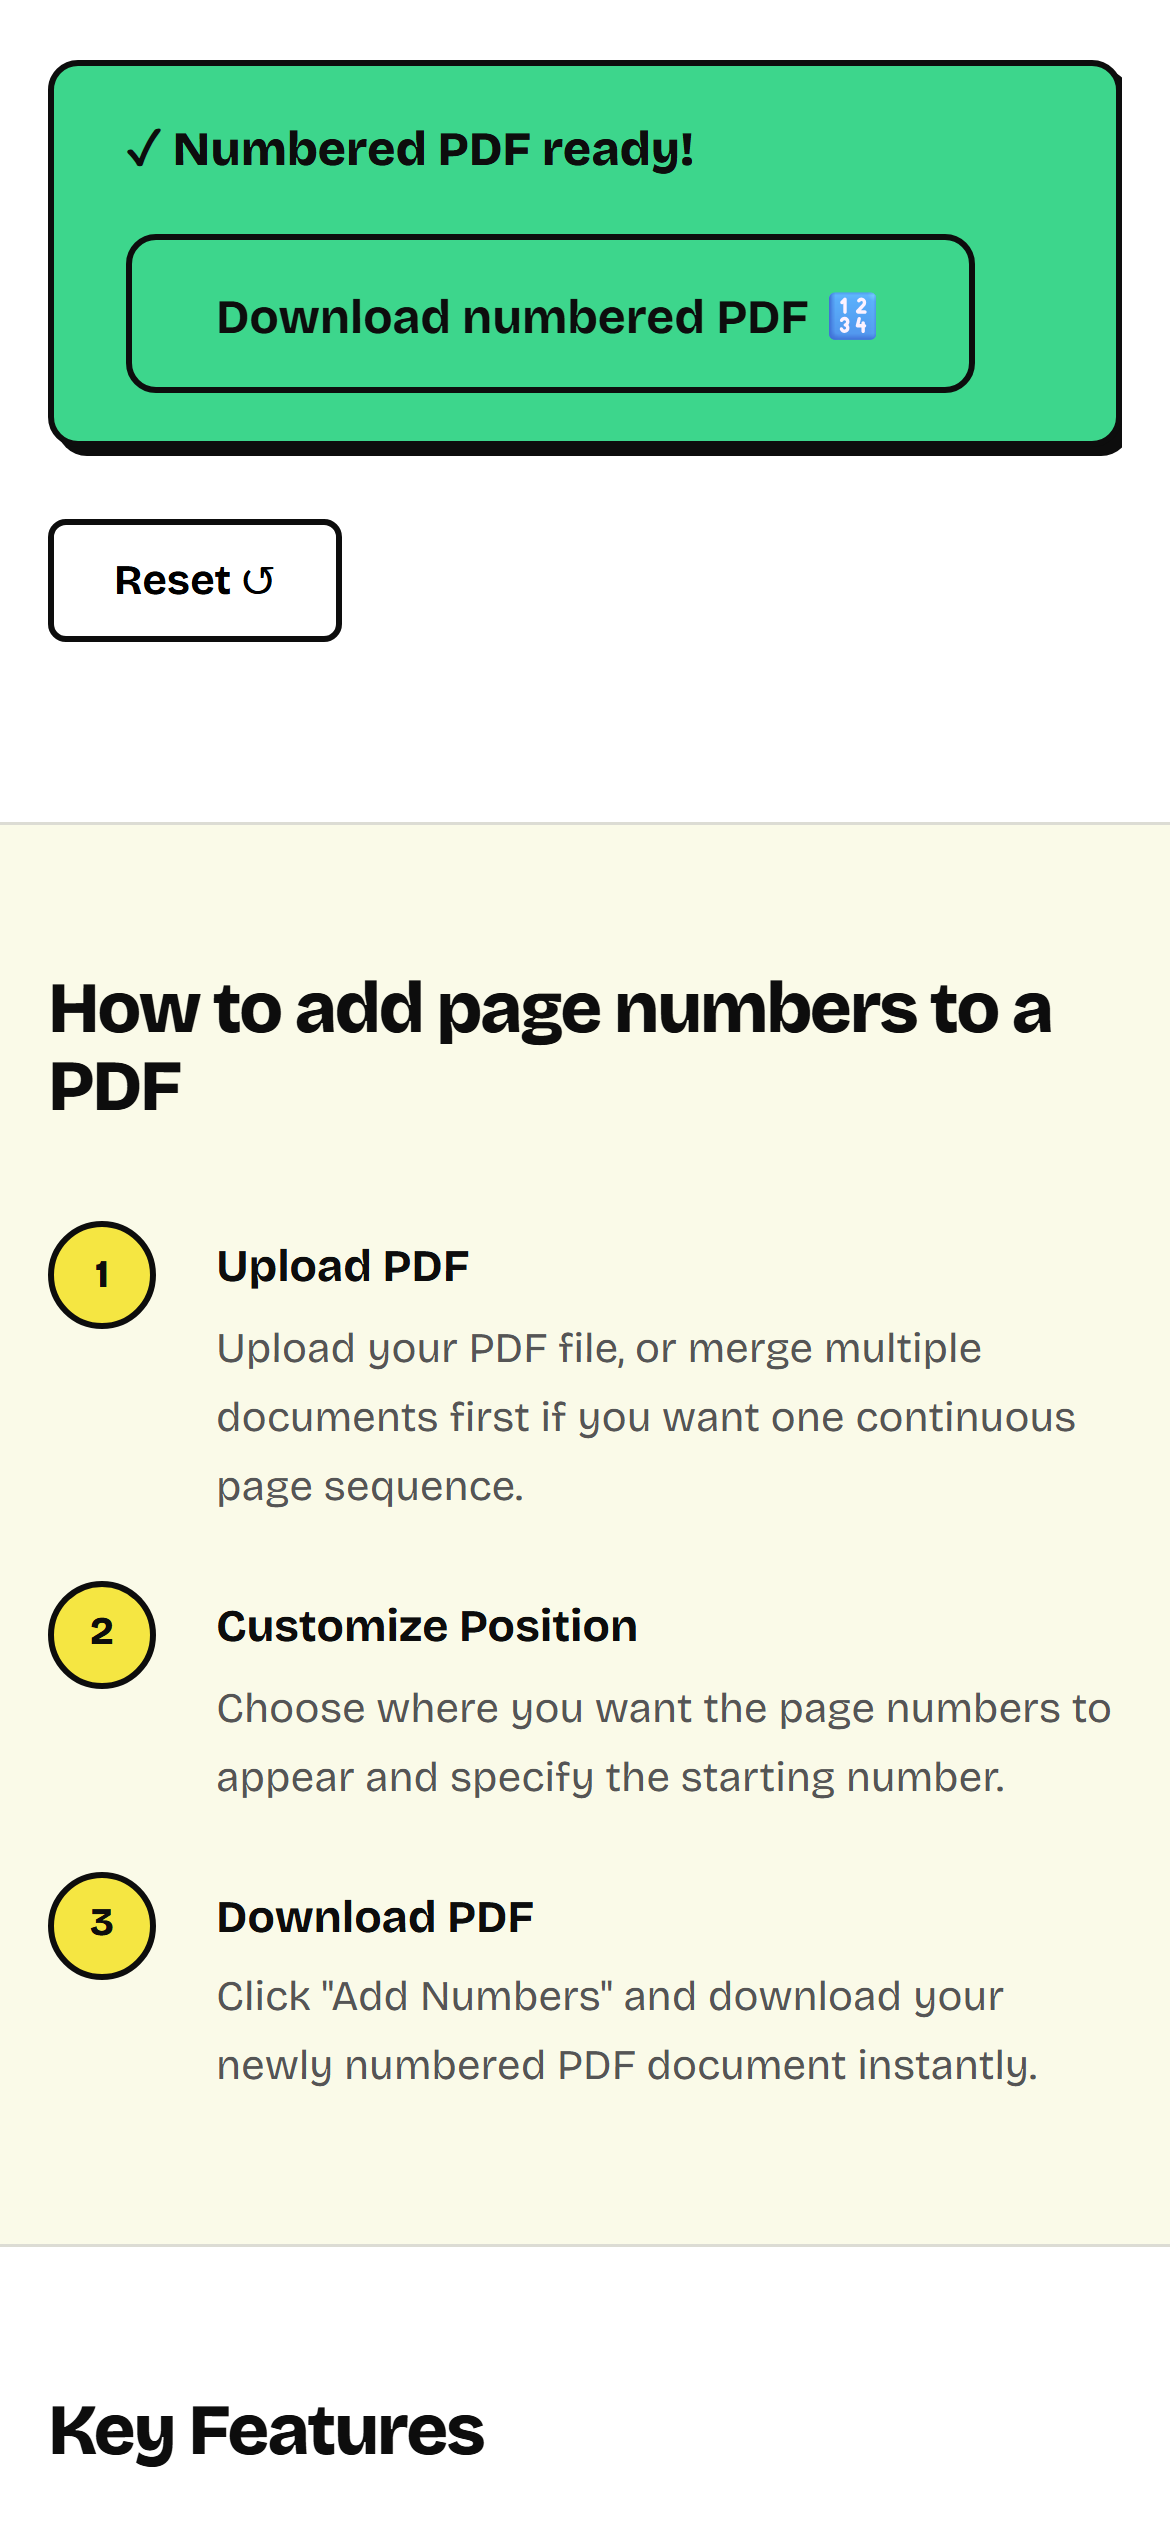 ✓ Numbered PDF ready!
Download numbered PDF 🔢
Reset ↺
How to add page numbers to a
PDF
1
Upload PDF
Upload your PDF file, or merge multiple
documents first if you want one continuous
page sequence.
2
Customize Position
Choose where you want the page numbers to
appear and specify the starting number.
3
Download PDF
Click "Add Numbers" and download your
newly numbered PDF document instantly.
Key Features